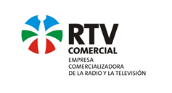 RTV
COMERCIAL
EMPRESA
COMERCIALIZADORA
DE LA RADIO Y LA TELEVISIÓN